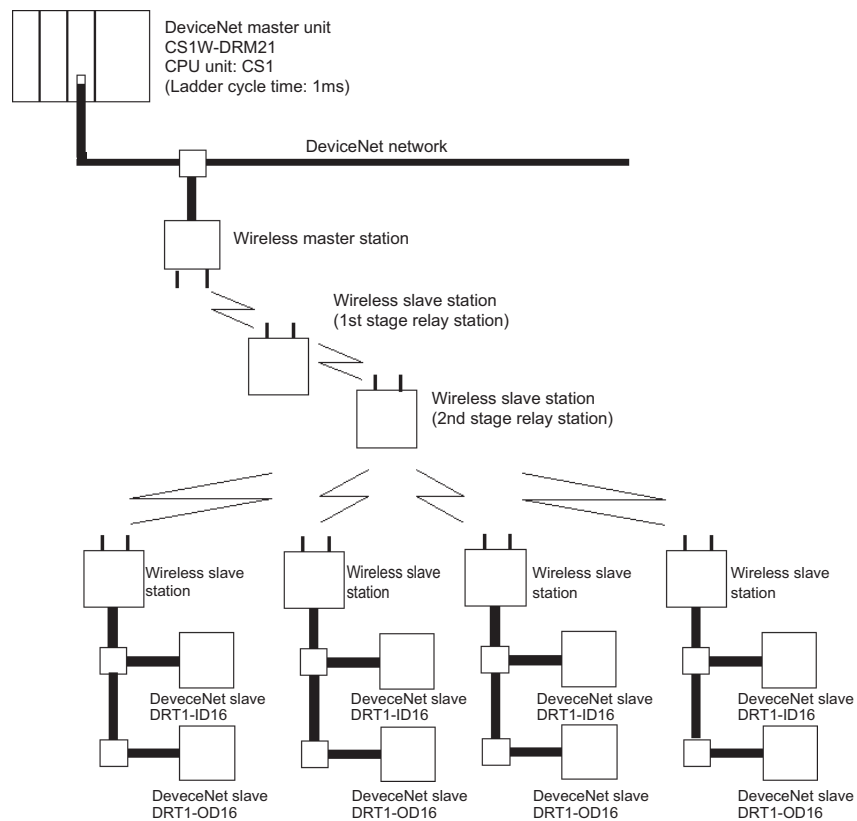 DeviceNet master unit
CS1W-DRM21
CPU unit: CS1
(Ladder cycle time: 1ms)
DeviceNet network
Wireless master station
Wireless slave station
(1st stage relay station)
Wireless slave station
(2nd stage relay station)
Wireless slave
station
Wireless slave
station
Wireless slave
station
Wireless slave
station
DeveceNet slave
DRT1-ID16
DeveceNet slave
DRT1-ID16
DeveceNet slave
DRT1-ID16
DeveceNet slave
DRT1-ID16
DeveceNet slave
DRT1-OD16
DeveceNet slave
DRT1-OD16
DeveceNet slave
DRT1-OD16
DeveceNet slave
DRT1-OD16